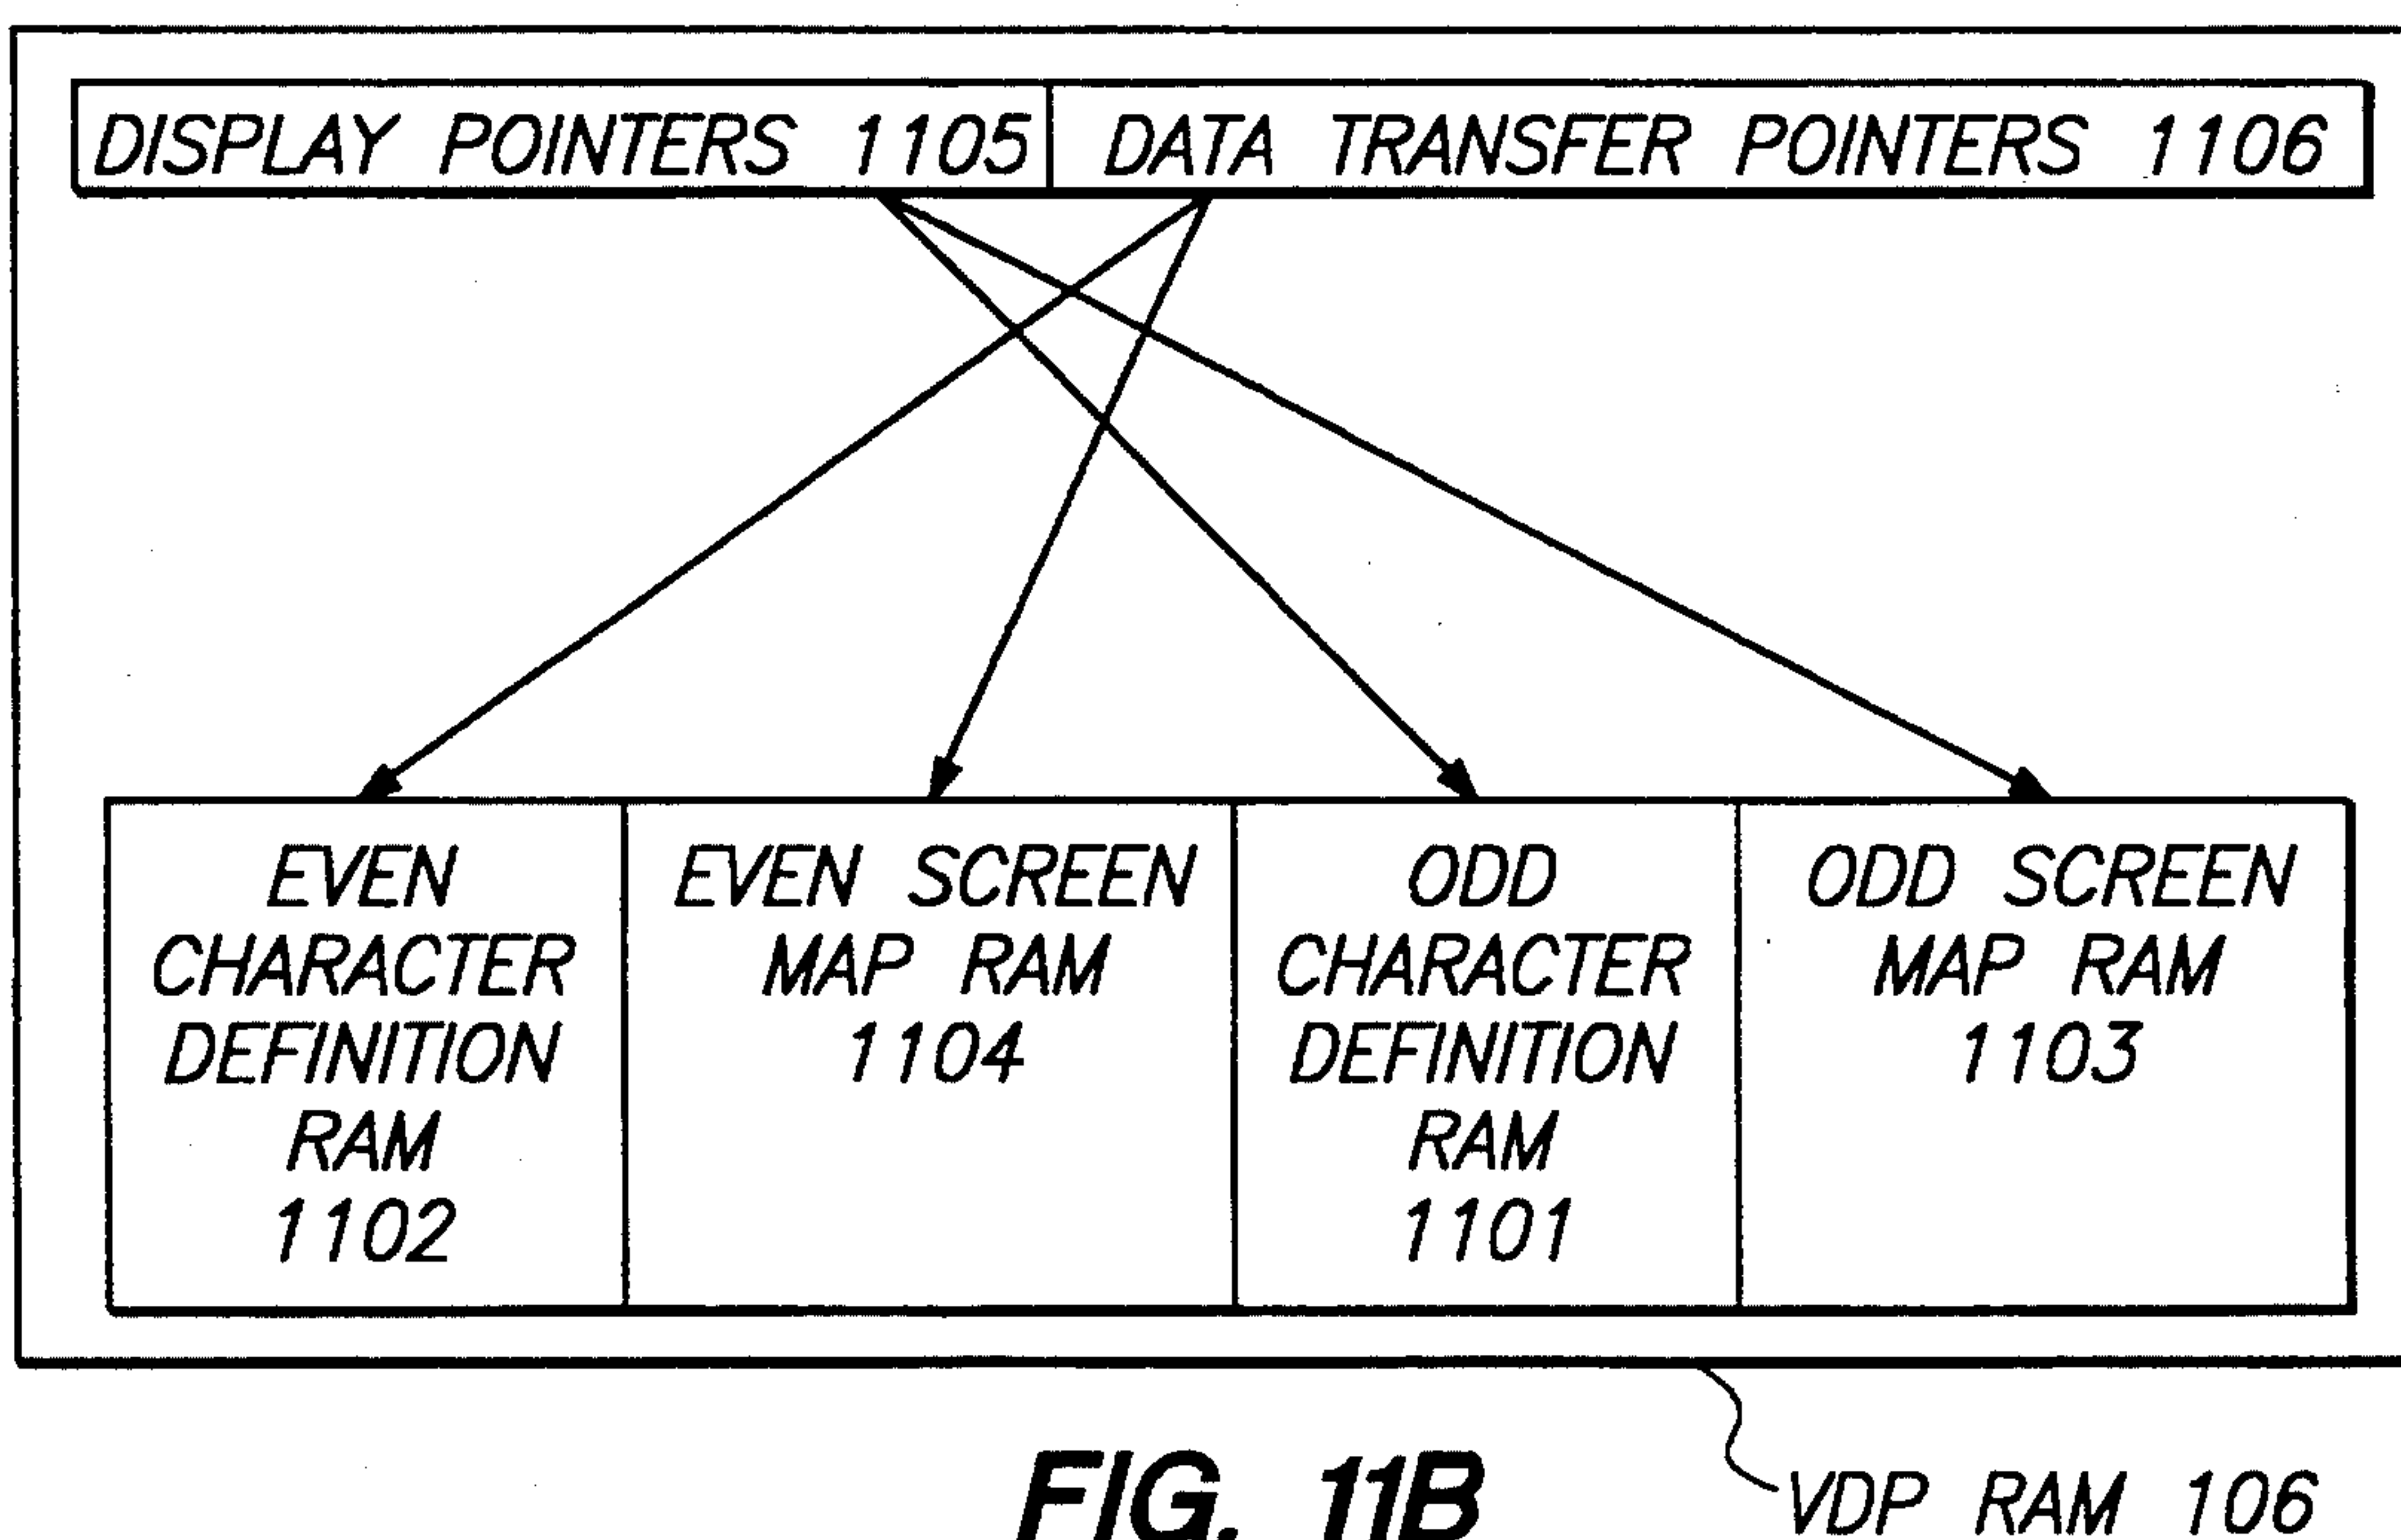 DISPLAY POINTERS 1105
DATA TRANSFER POINTERS 1106
EVEN
CHARACTER
DEFINITION
RAM
1102
EVEN SCREEN
MAP RAM
1104
ODD
CHARACTER
DEFINITION
RAM
1101
ODD SCREEN
MAP RAM
1103
FIG. 11B
VDP RAM 106